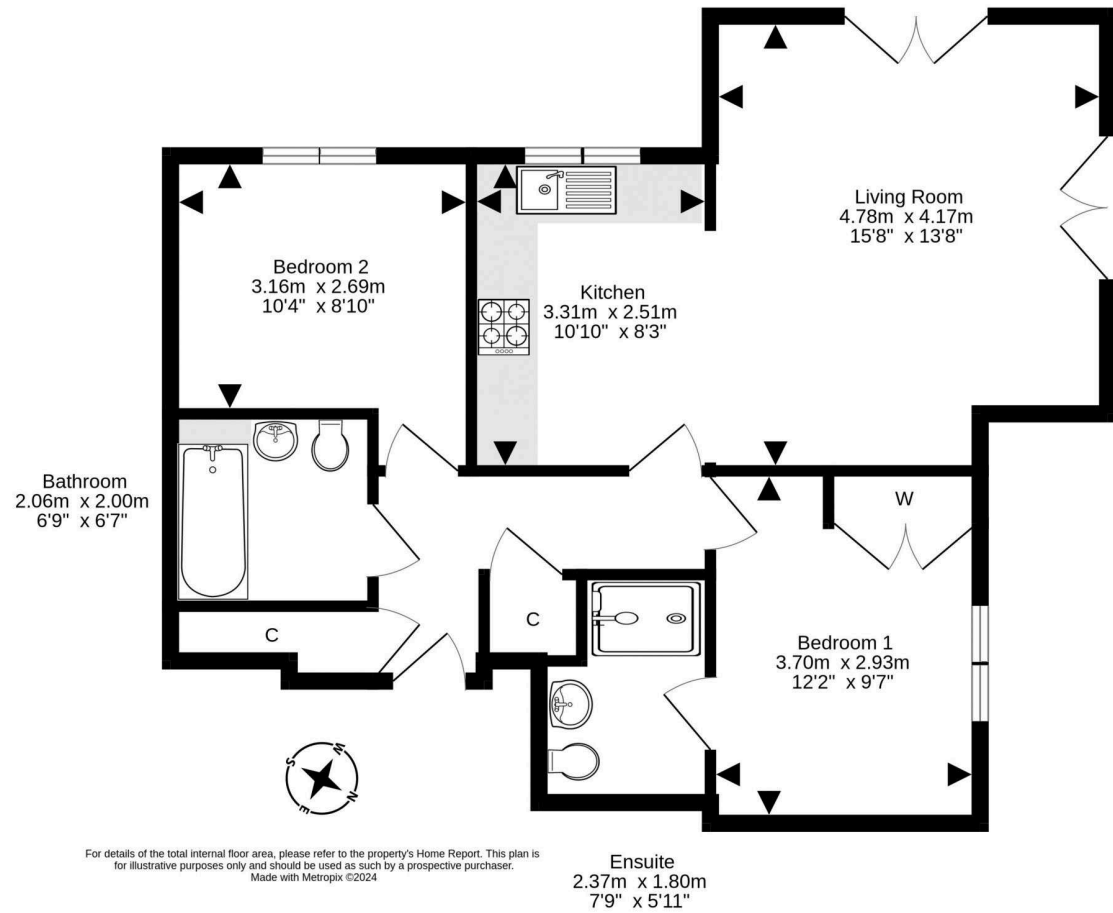 Living Room
4.78m x 4.17m
15'8" x 13'8"
Bedroom 2
3.16m x 2.69m
10'4" x 8'10"
Kitchen
3.31m x 2.51m
10'10" x 8'3"
Bathroom
2.06m x 2.00m
6'9" x 6'7"
W
C
C
Bedroom 1
3.70m x 2.93m
12'2" x 9'7"
W
S
N
E
For details of the total internal floor area, please refer to the property's Home Report. This plan is
for illustrative purposes only and should be used as such by a prospective purchaser.
Made with Metropix ©2024
Ensuite
2.37m x 1.80m
7'9" x 5'11"